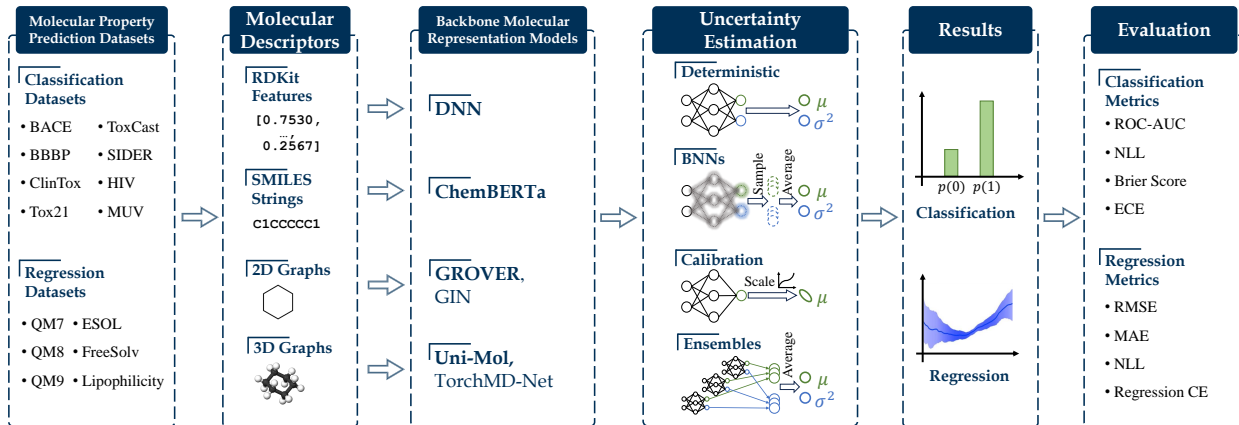 Molecular Property
Prediction Datasets
Classification
Datasets
• BACE • ToxCast
• BBBP • SIDER
• ClinTox • HIV
• Tox21 • MUV
Regression
Datasets
• QM7 • ESOL
• QM8 • FreeSolv
• QM9 • Lipophilicity
Molecular
Descriptors
RDKit
Features
[0.7530,
…,
0.2567]
SMILES
Strings
c1CCCCC1
2D Graphs
3D Graphs
Backbone Molecular
Representation Models
DNN
ChemBERTa
GROVER,
GIN
Uni-Mol,
TorchMD-Net
Uncertainty
Estimation
Deterministic
μ
σ²
BNNs
Sample
Average
μ
σ²
Calibration
Scale
μ
Ensembles
Average
μ
σ²
Results
p(0) p(1)
Classification
Regression
Evaluation
Classification
Metrics
• ROC-AUC
• NLL
• Brier Score
• ECE
Regression
Metrics
• RMSE
• MAE
• NLL
• Regression CE